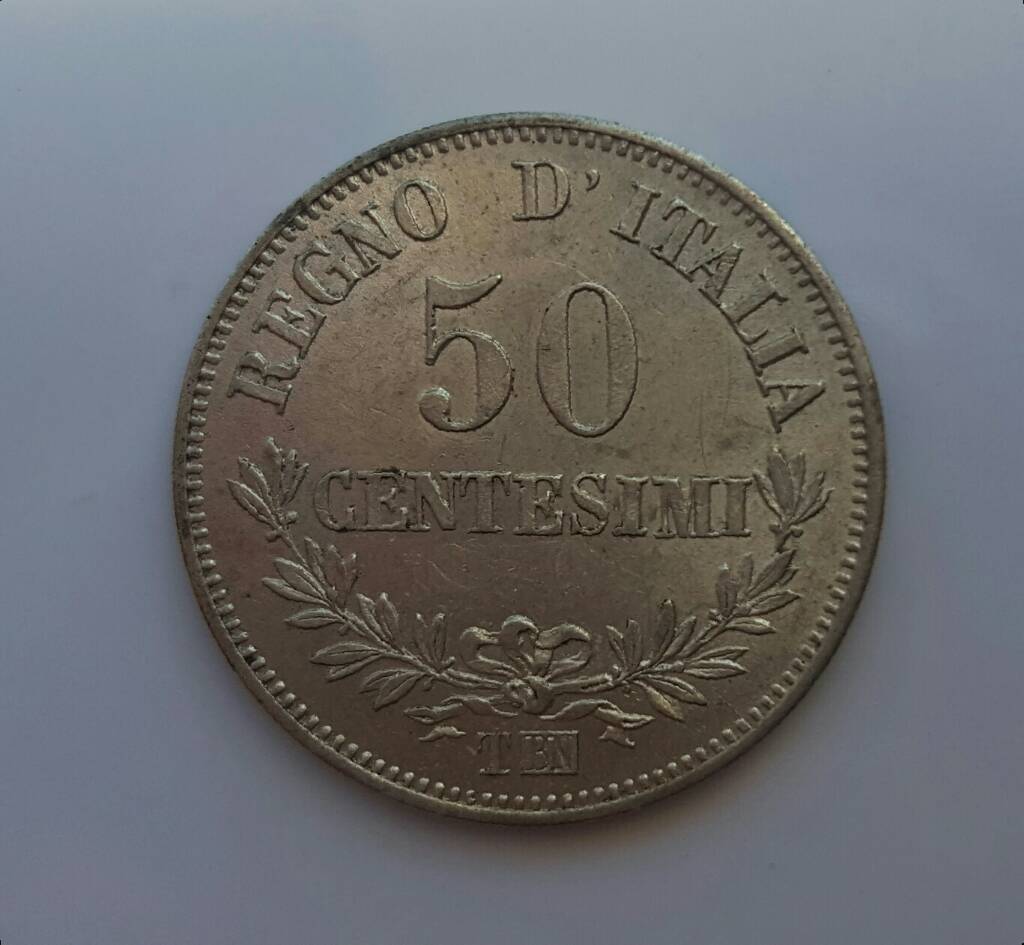 REGNO D' ITALIA
50
CENTESIMI
T BN